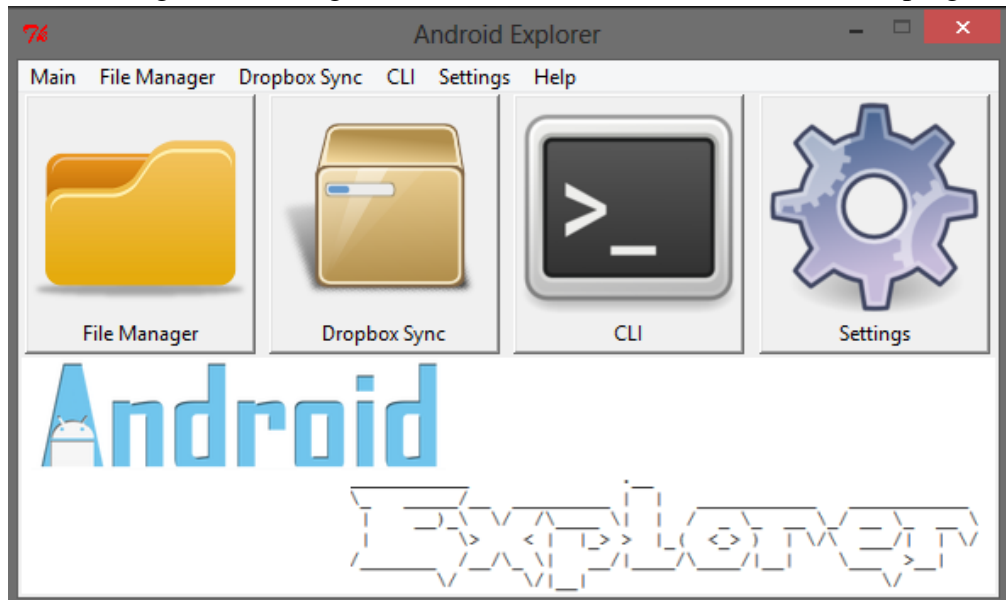 Android Explorer
Main File Manager Dropbox Sync CLI Settings Help
>_
File Manager Dropbox Sync CLI Settings
Android
Explorer